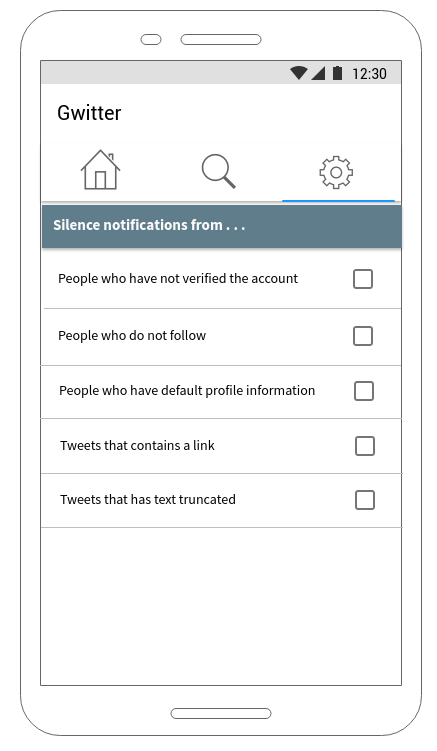 12:30
Gwitter
Silence notifications from . . .
People who have not verified the account
People who do not follow
People who have default profile information
Tweets that contains a link
Tweets that has text truncated